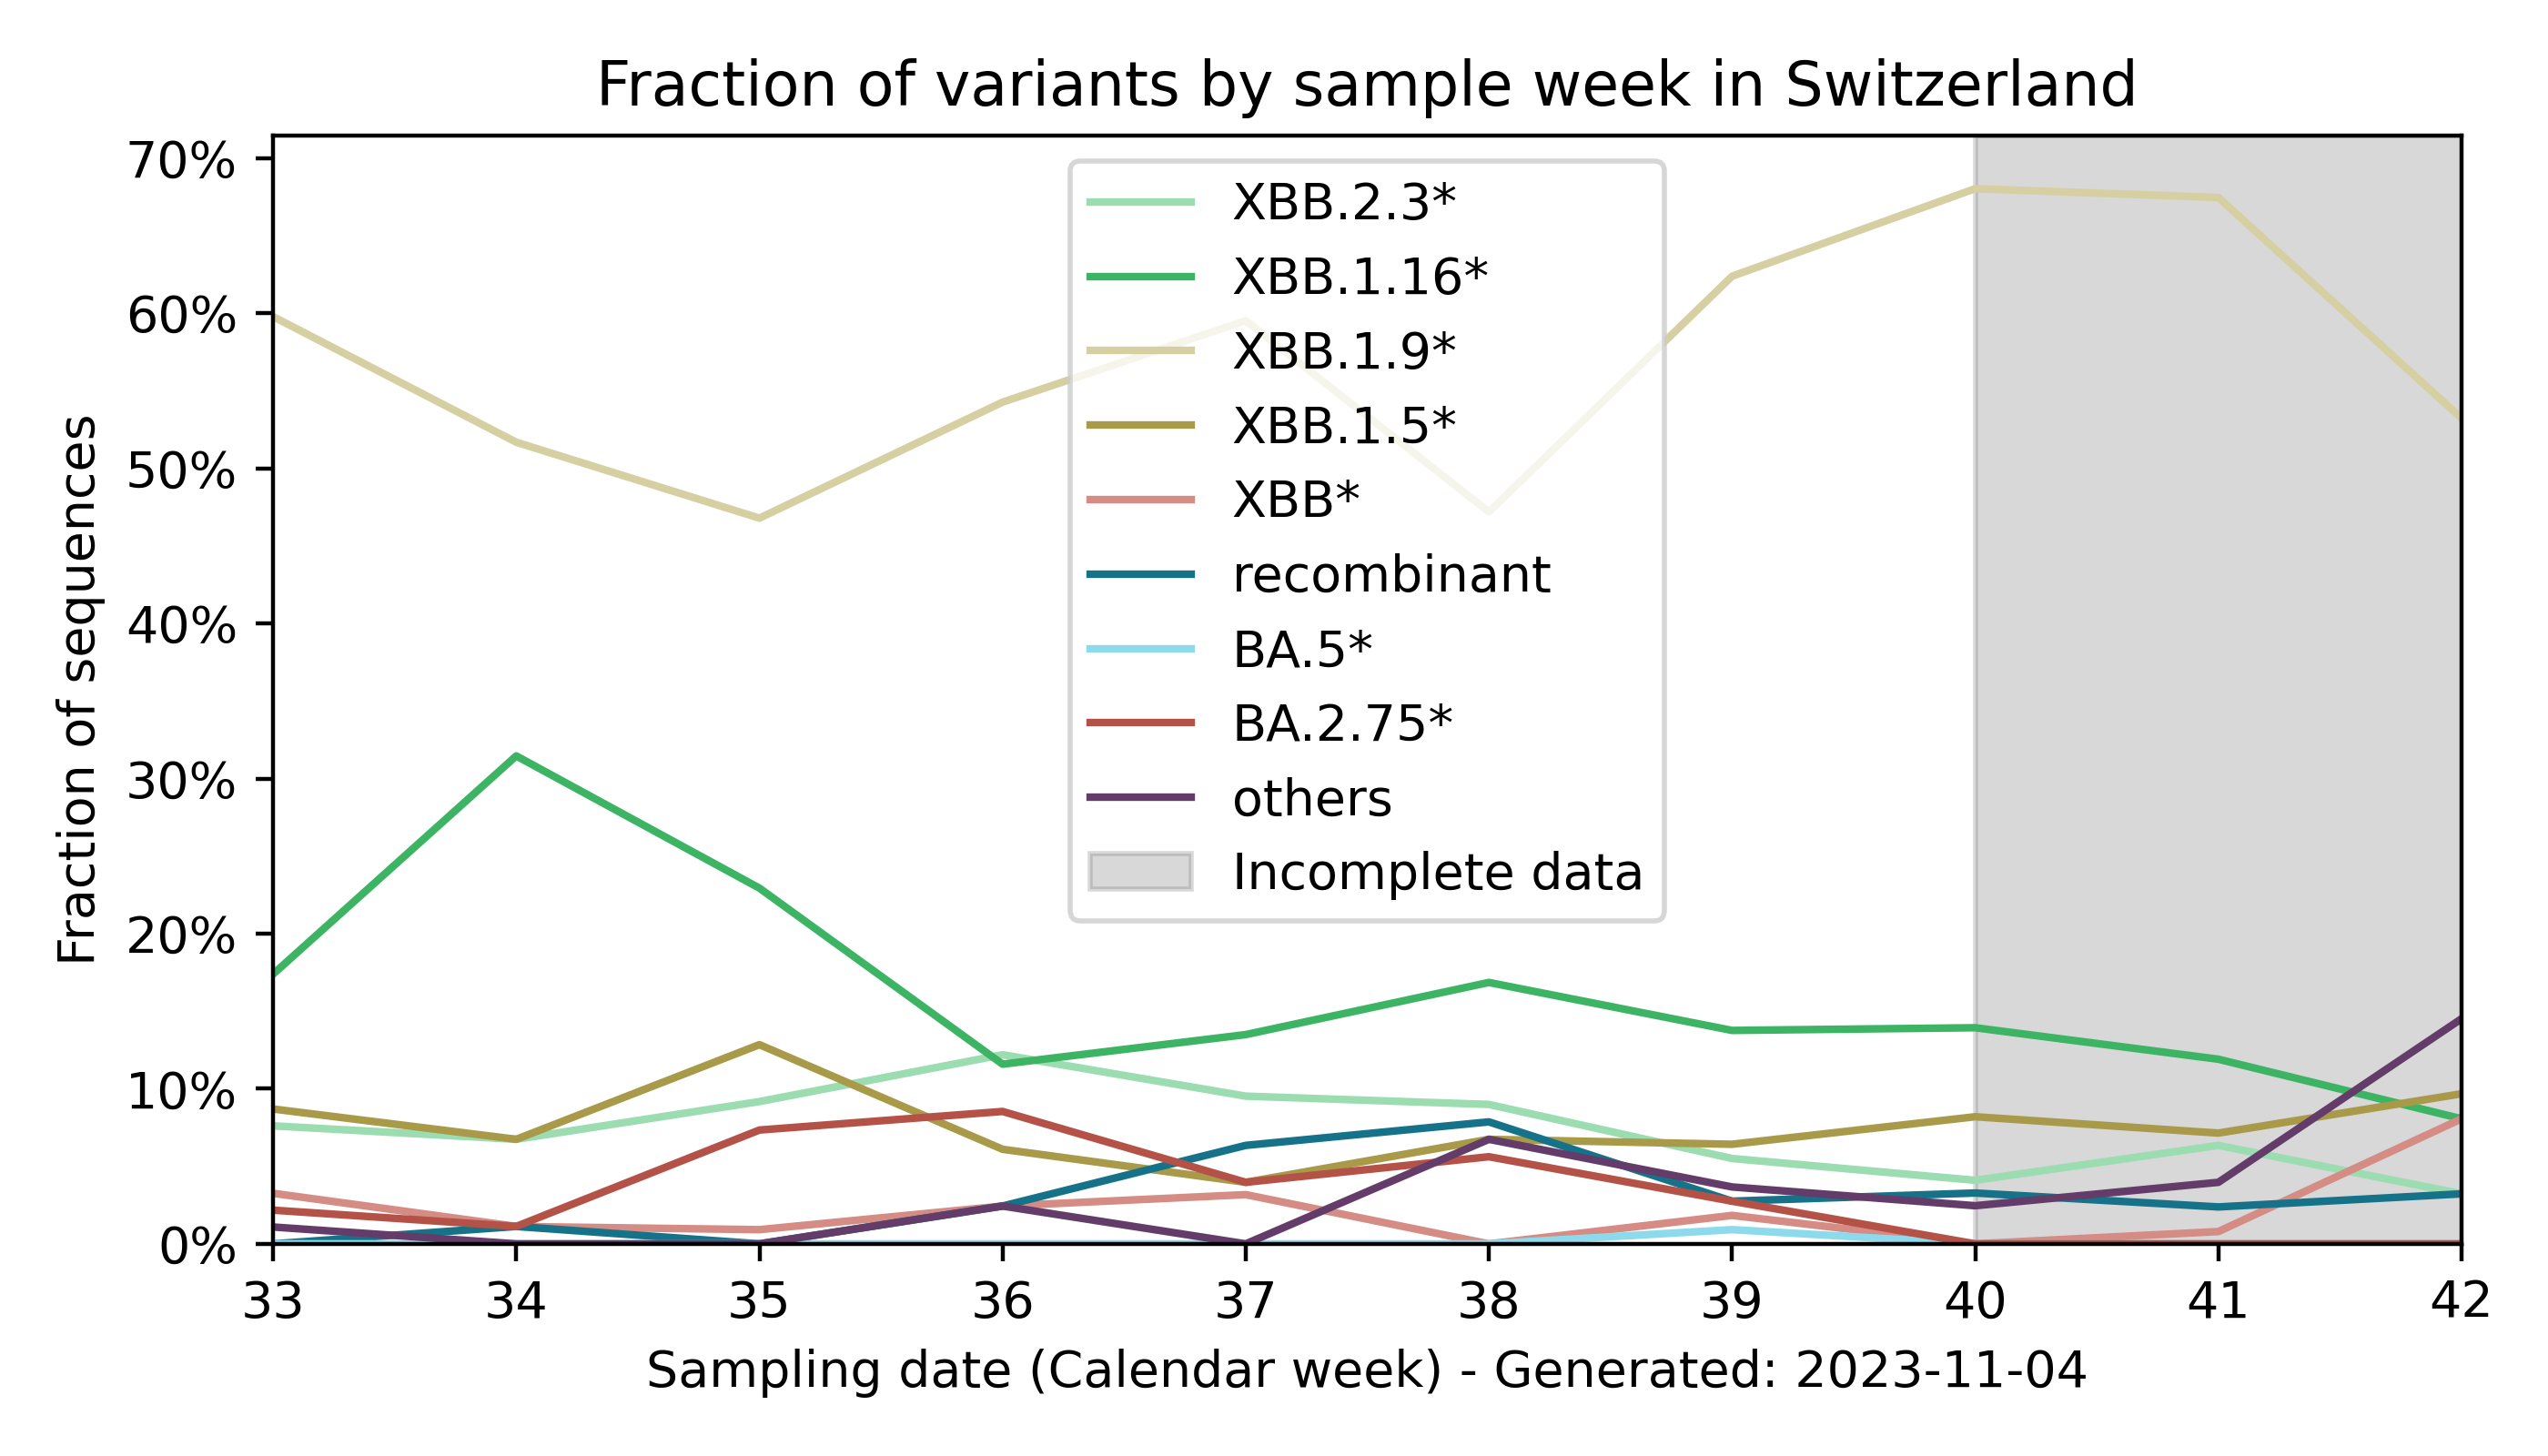 Fraction of variants by sample week in Switzerland
70%
60%
50%
40%
30%
20%
10%
0%
Fraction of sequences
XBB.2.3*
XBB.1.16*
XBB.1.9*
XBB.1.5*
XBB*
recombinant
BA.5*
BA.2.75*
others
Incomplete data
33 34 35 36 37 38 39 40 41 42
Sampling date (Calendar week) - Generated: 2023-11-04